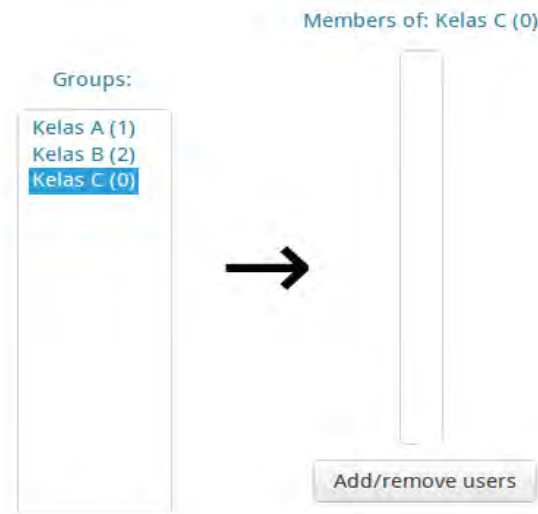 Members of: Kelas C (0)
Groups:
Kelas A (1)
Kelas B (2)
Kelas C (0)
Add/remove users